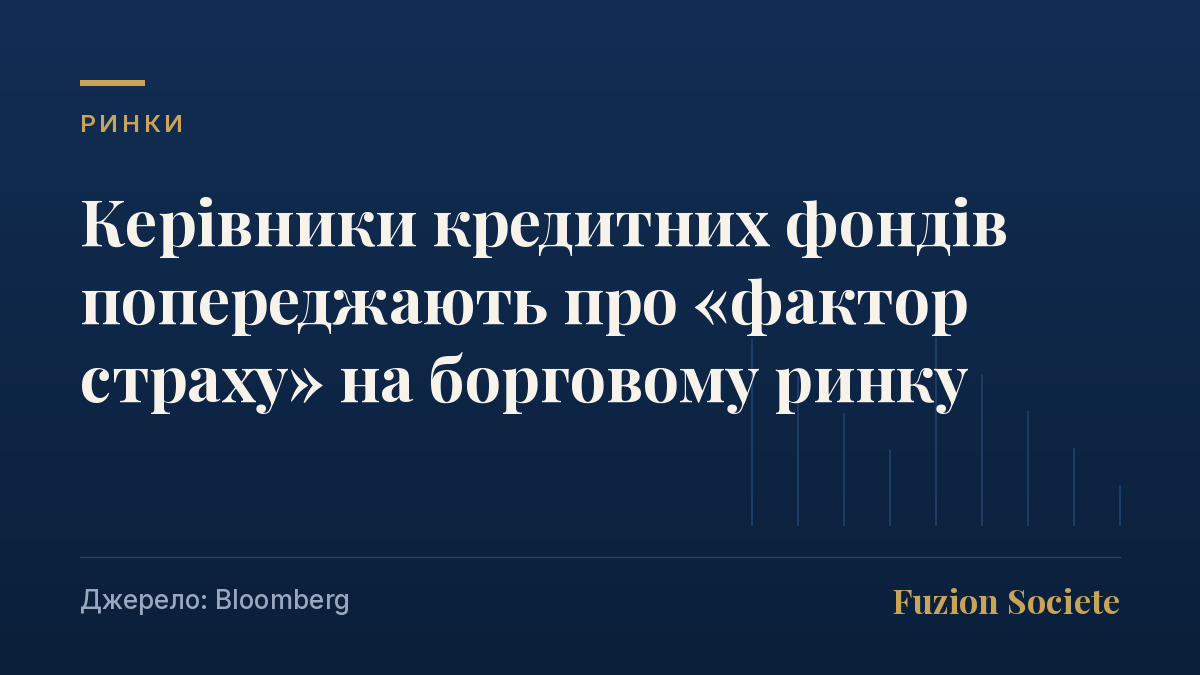 РИНКИ
Керівники кредитних фондів
попереджають про «фактор
страху» на борговому ринку
Джерело: Bloomberg
Fuzion Societe